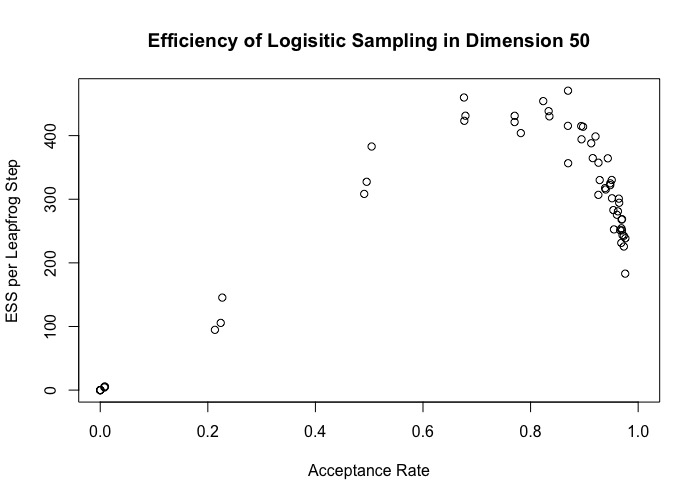 Efficiency of Logisitic Sampling in Dimension 50
ESS per Leapfrog Step
400
300
200
100
0
0.0 0.2 0.4 0.6 0.8 1.0
Acceptance Rate